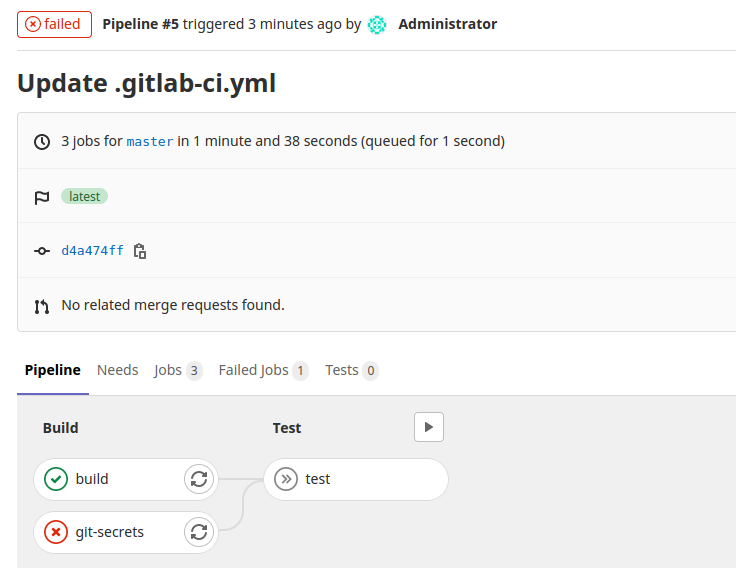 failed Pipeline #5 triggered 3 minutes ago by Administrator
Update .gitlab-ci.yml
3 jobs for master in 1 minute and 38 seconds (queued for 1 second)
latest
d4a474ff
No related merge requests found.
Pipeline Needs Jobs 3 Failed Jobs 1 Tests 0
Build Test
build test
git-secrets